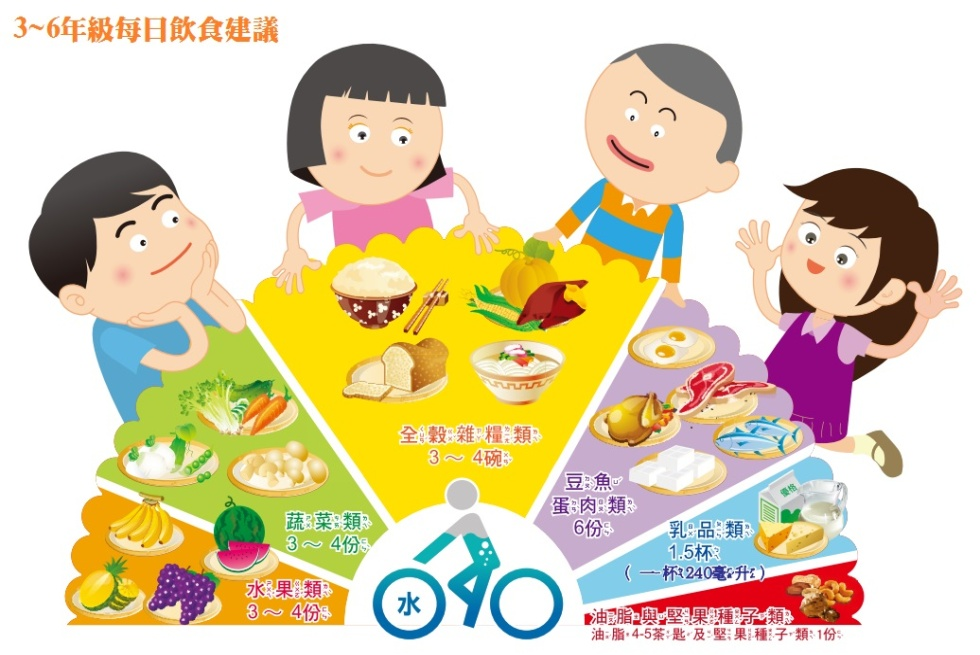 3~6年級每日飲食建議
全穀雜糧類
3～4碗
豆魚
蛋肉類
6份
蔬菜類
3～4份
乳品類
1.5杯
(一杯240毫升)
水果類
3～4份
水
油脂與堅果種子類
油脂4-5茶匙及堅果種子類1份